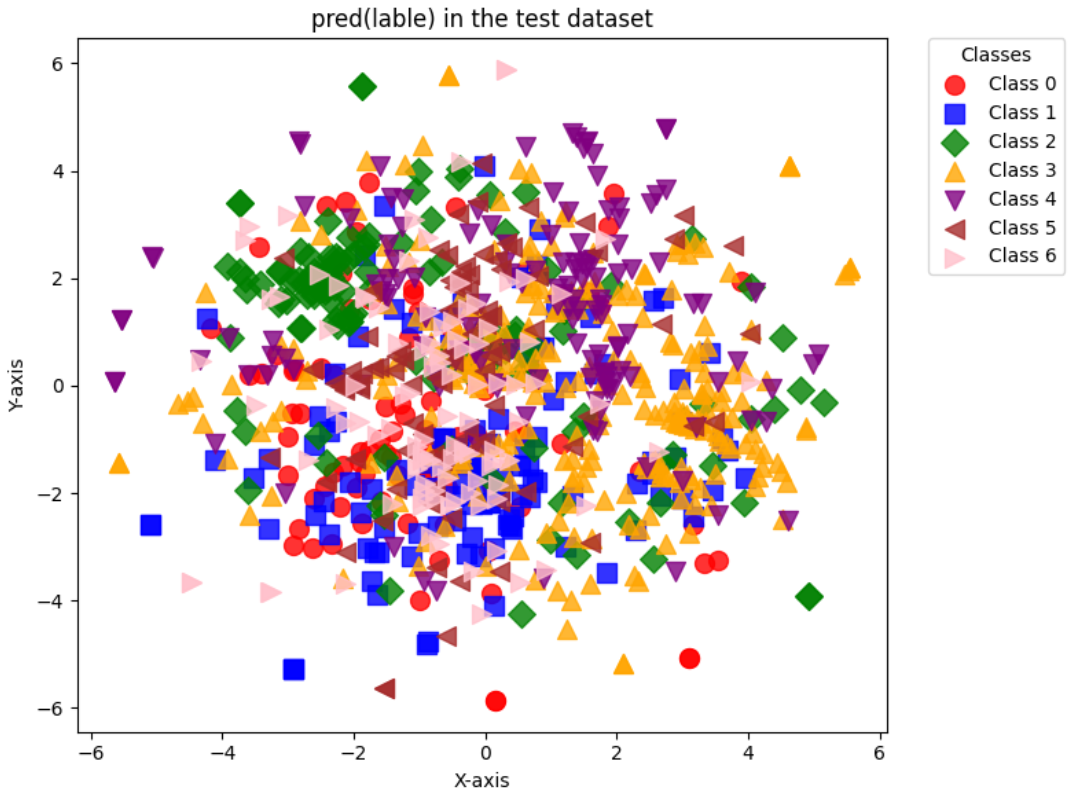 pred(lable) in the test dataset
Classes
Class 0
Class 1
Class 2
Class 3
Class 4
Class 5
Class 6
6
4
2
0
−2
−4
−6
Y-axis
−6 −4 −2 0 2 4 6
X-axis